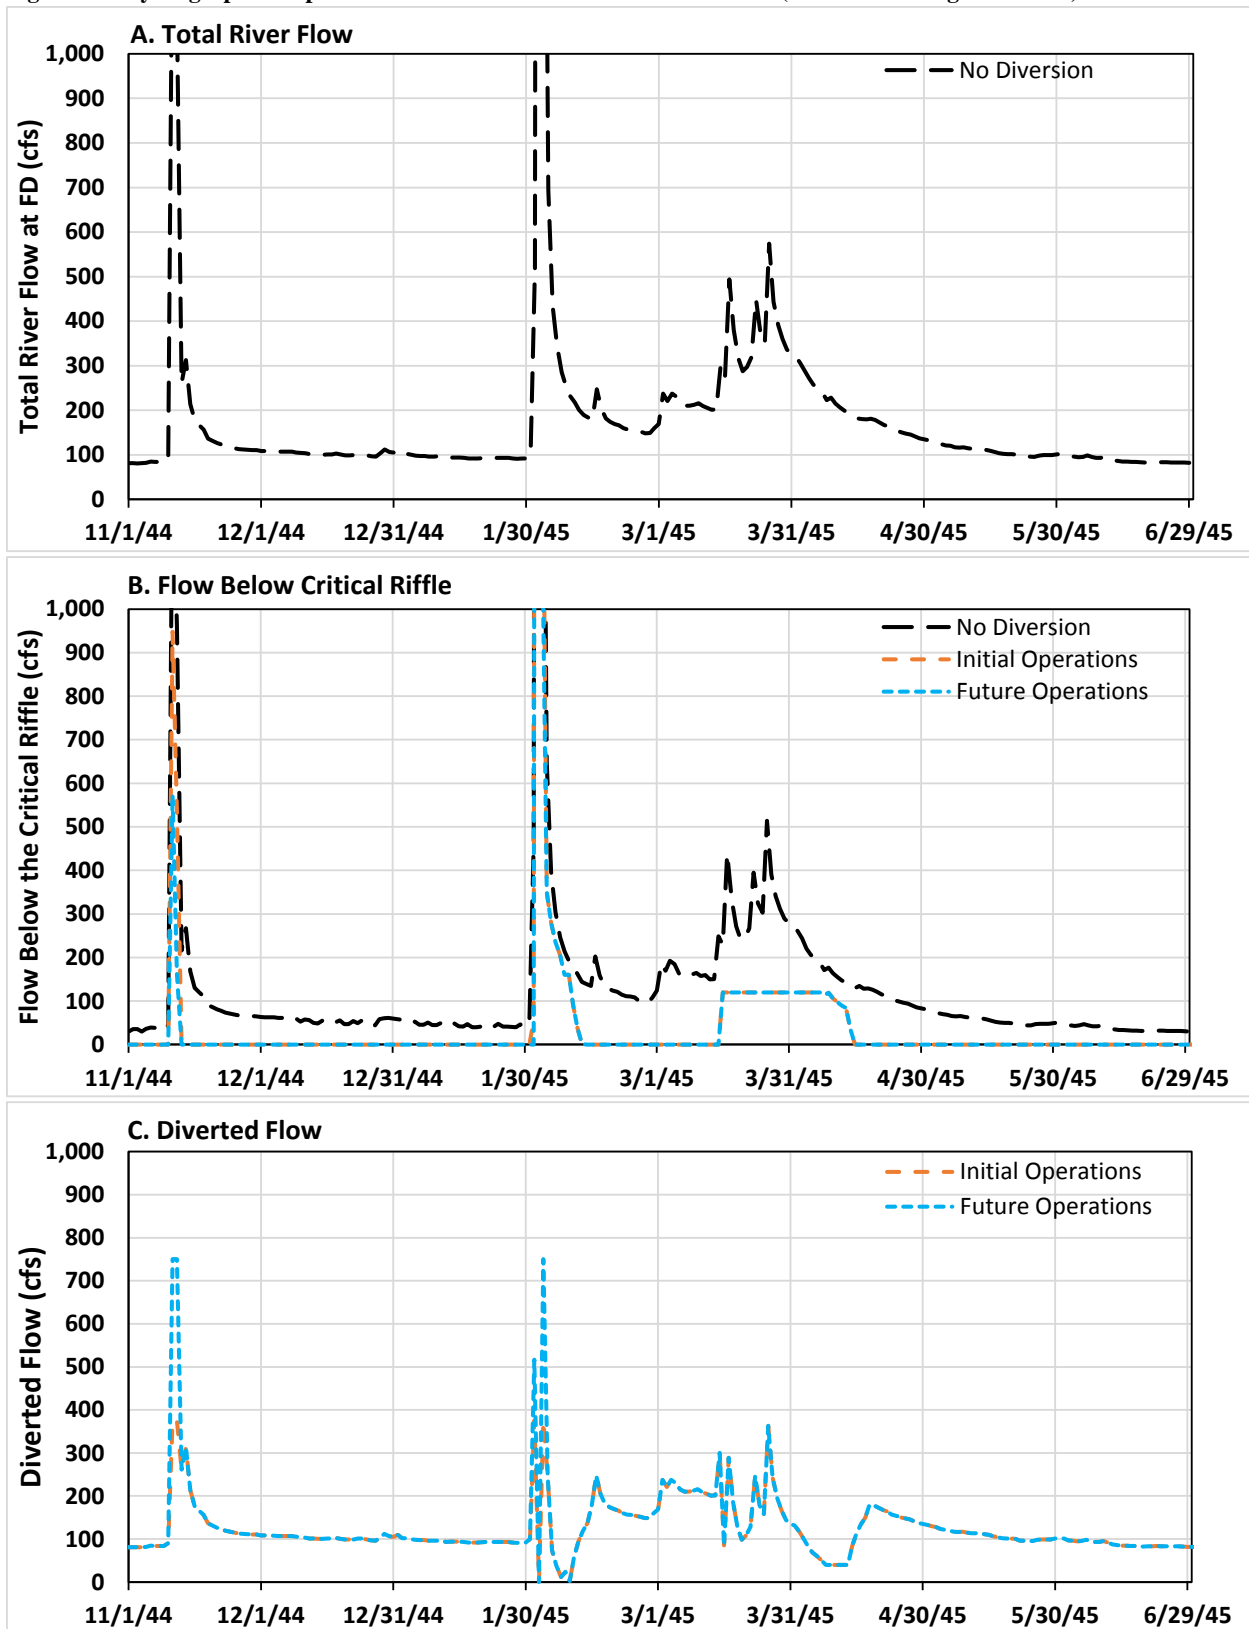 A. Total River Flow
1,000
900
800
700
600
500
400
300
200
100
0
Total River Flow at FD (cfs)
No Diversion
11/1/44 12/1/44 12/31/44 1/30/45 3/1/45 3/31/45 4/30/45 5/30/45 6/29/45
B. Flow Below Critical Riffle
1,000
900
800
700
600
500
400
300
200
100
0
Flow Below the Critical Riffle (cfs)
No Diversion
Initial Operations
Future Operations
11/1/44 12/1/44 12/31/44 1/30/45 3/1/45 3/31/45 4/30/45 5/30/45 6/29/45
C. Diverted Flow
1,000
900
800
700
600
500
400
300
200
100
0
Diverted Flow (cfs)
Initial Operations
Future Operations
11/1/44 12/1/44 12/31/44 1/30/45 3/1/45 3/31/45 4/30/45 5/30/45 6/29/45